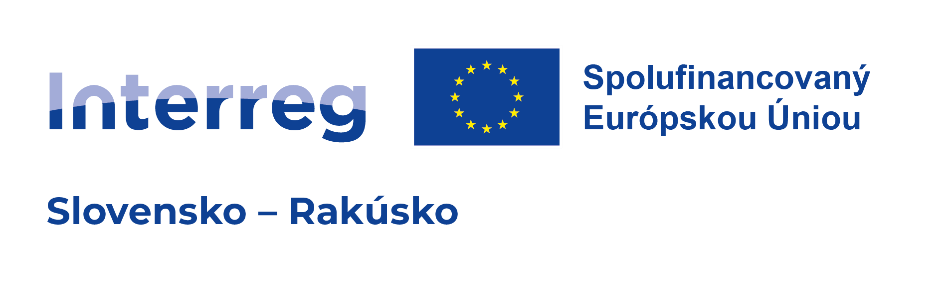 Interreg
Spolufinancovaný
Európskou Úniou
Slovensko – Rakúsko